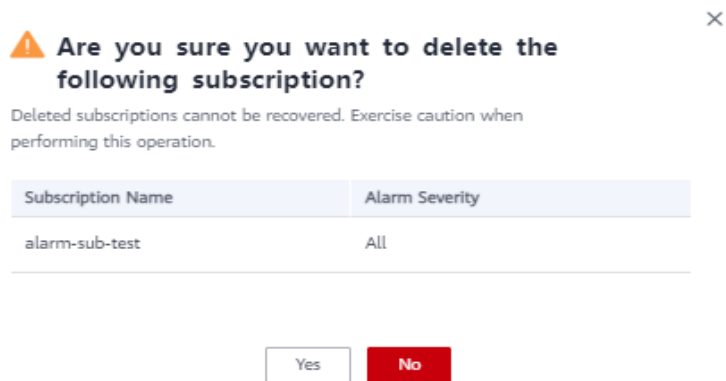 Are you sure you want to delete the
following subscription?
Deleted subscriptions cannot be recovered. Exercise caution when
performing this operation.
Subscription Name Alarm Severity
alarm-sub-test All
Yes No